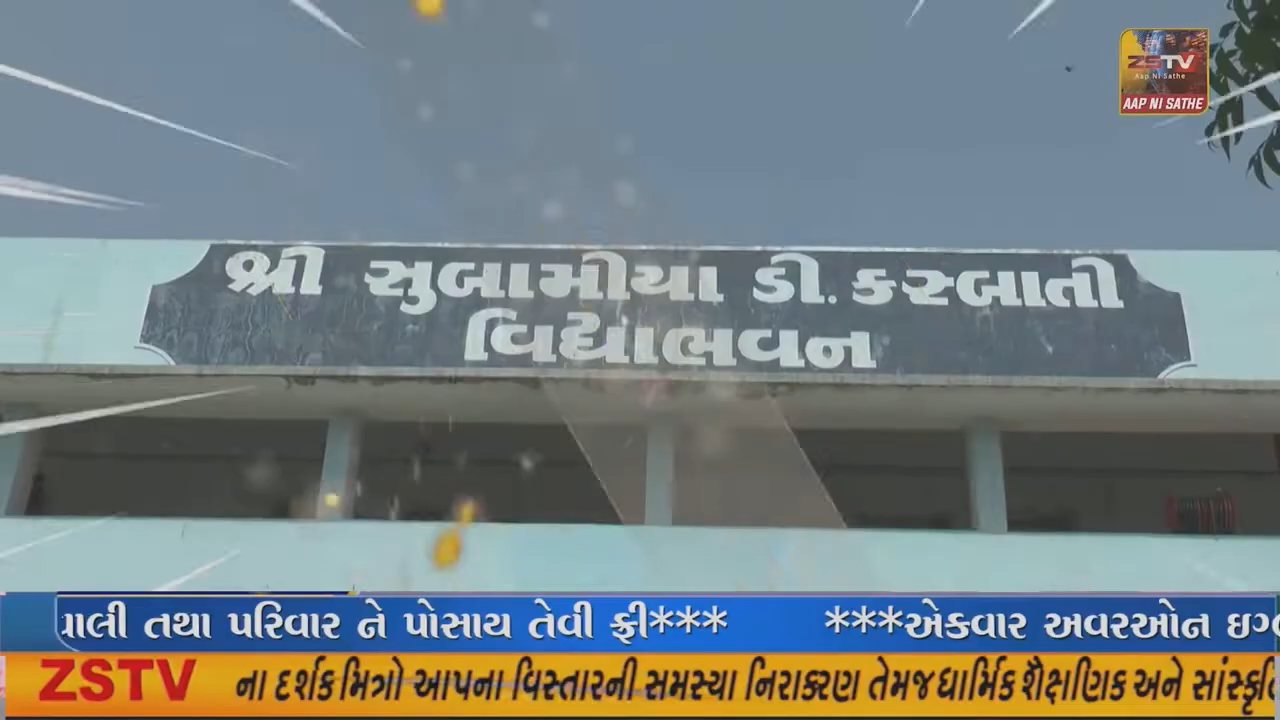 ZSTV
Aap Ni Sathe
AAP NI SATHE
શ્રી સુબામીયા ડી. કરબાતી
વિદ્યાભવન
તથા પરિવાર ને પોસાય તેવી ફ્રી*** ***એકવાર અવરઓન
ZSTV ના દર્શક મિત્રો આપના વિસ્તારની સમસ્યા નિરાકરણ તેમજ ધાર્મિક શૈક્ષણિક અને